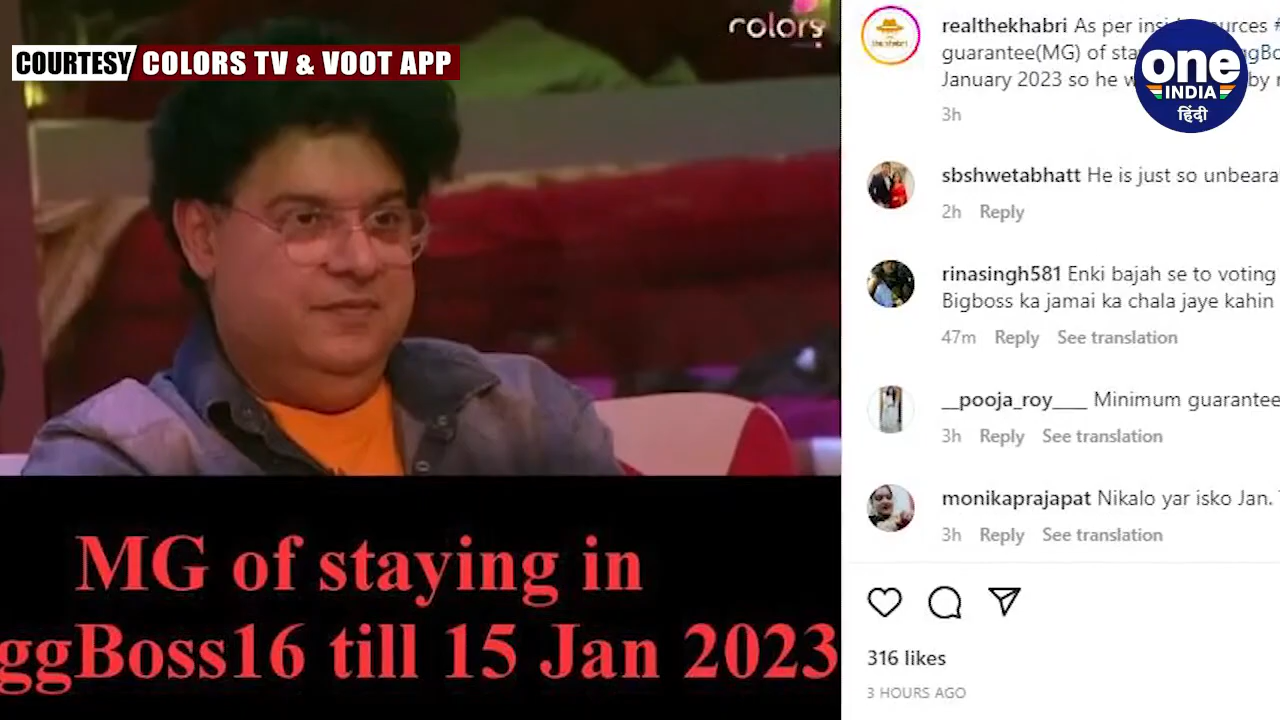 colors
COURTESY COLORS TV & VOOT APP
MG of staying in
ggBoss16 till 15 Jan 2023
realthekhabri As per
guarantee(MG) of
January 2023 so he by
3h
one
INDIA
हिंदी
sbshwetabhatt He is just so
2h Reply
rinasingh581 Enki bajah se to voting
Bigboss ka jamai ka chala jaye kahin
47m Reply See translation
__pooja_roy___ Minimum guarantee
3h Reply See translation
monikaprajapat Nikalo yar isko Jan.
3h Reply See translation
316 likes
3 HOURS AGO